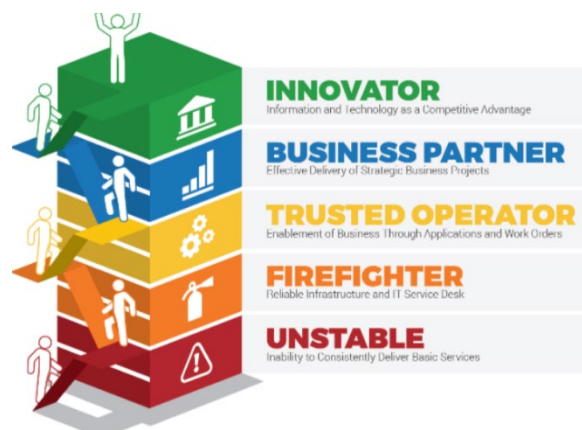 INNOVATOR
Information and Technology as a Competitive Advantage
BUSINESS PARTNER
Effective Delivery of Strategic Business Projects
TRUSTED OPERATOR
Enablement of Business Through Applications and Work Orders
FIREFIGHTER
Reliable Infrastructure and IT Service Desk
UNSTABLE
Inability to Consistently Deliver Basic Services